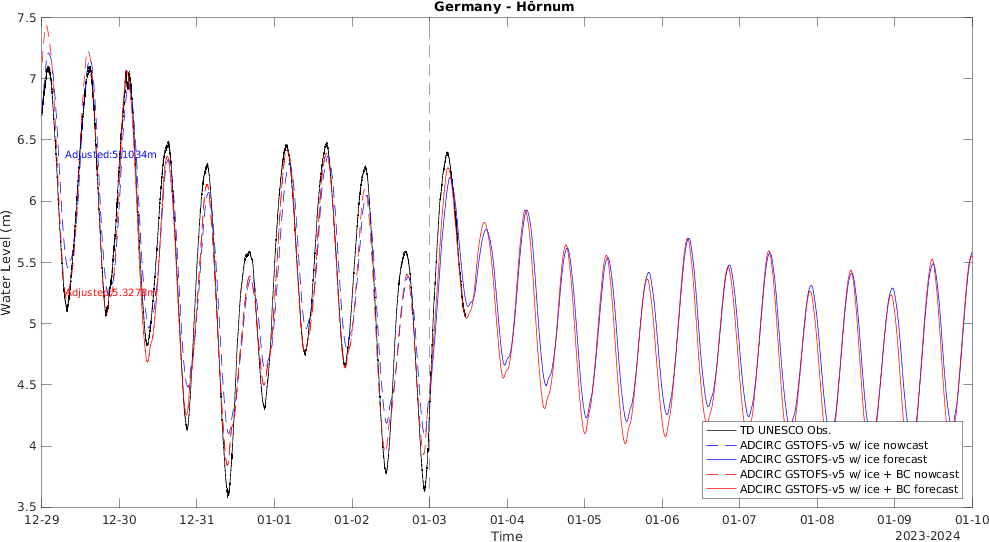 Germany - Hörnum
Water Level (m)
7.5
7
6.5
6
5.5
5
4.5
4
3.5
Adjusted:5.1034m
Adjusted:5.3278m
TD UNESCO Obs.
ADCIRC GSTOFS-v5 w/ ice nowcast
ADCIRC GSTOFS-v5 w/ ice forecast
ADCIRC GSTOFS-v5 w/ ice + BC nowcast
ADCIRC GSTOFS-v5 w/ ice + BC forecast
12-29 12-30 12-31 01-01 01-02 01-03 01-04 01-05 01-06 01-07 01-08 01-09 01-10
Time
2023-2024